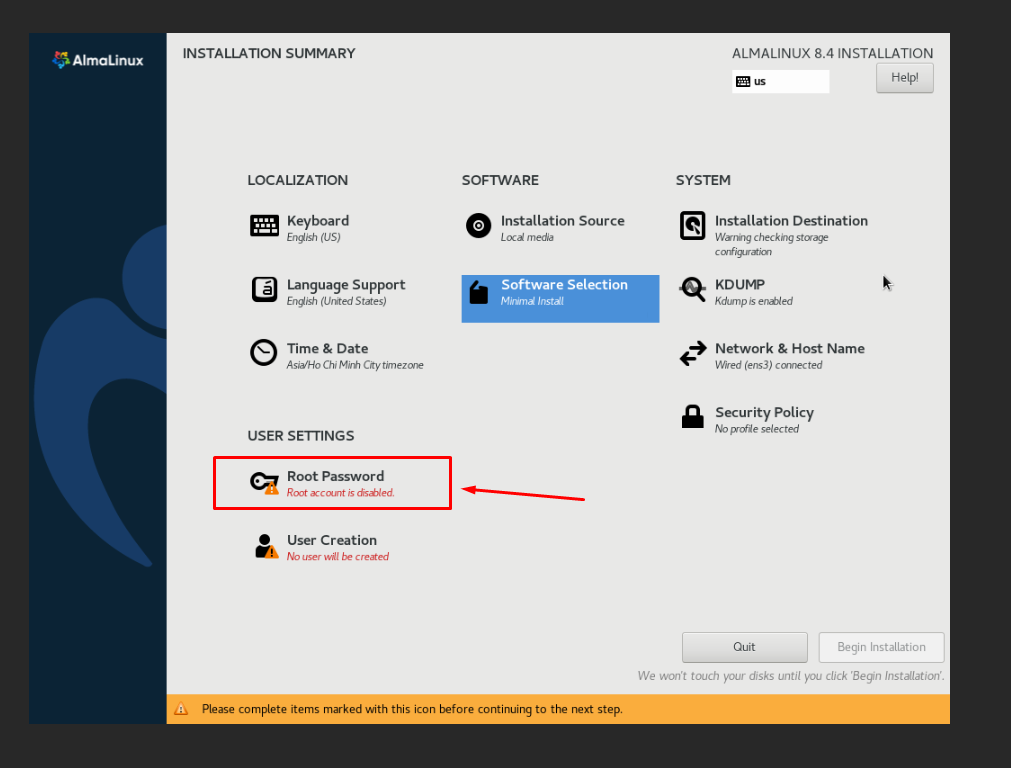 AlmaLinux
INSTALLATION SUMMARY
ALMALINUX 8.4 INSTALLATION
us
Help!
LOCALIZATION
Keyboard
English (US)
Language Support
English (United States)
Time & Date
Asia/Ho Chi Minh City timezone
SOFTWARE
Installation Source
Local media
Software Selection
Minimal Install
SYSTEM
Installation Destination
Warning checking storage
configuration
KDUMP
Kdump is enabled
Network & Host Name
Wired (ens3) connected
Security Policy
No profile selected
USER SETTINGS
Root Password
Root account is disabled.
User Creation
No user will be created
Quit
Begin Installation
We won't touch your disks until you click 'Begin Installation'.
Please complete items marked with this icon before continuing to the next step.